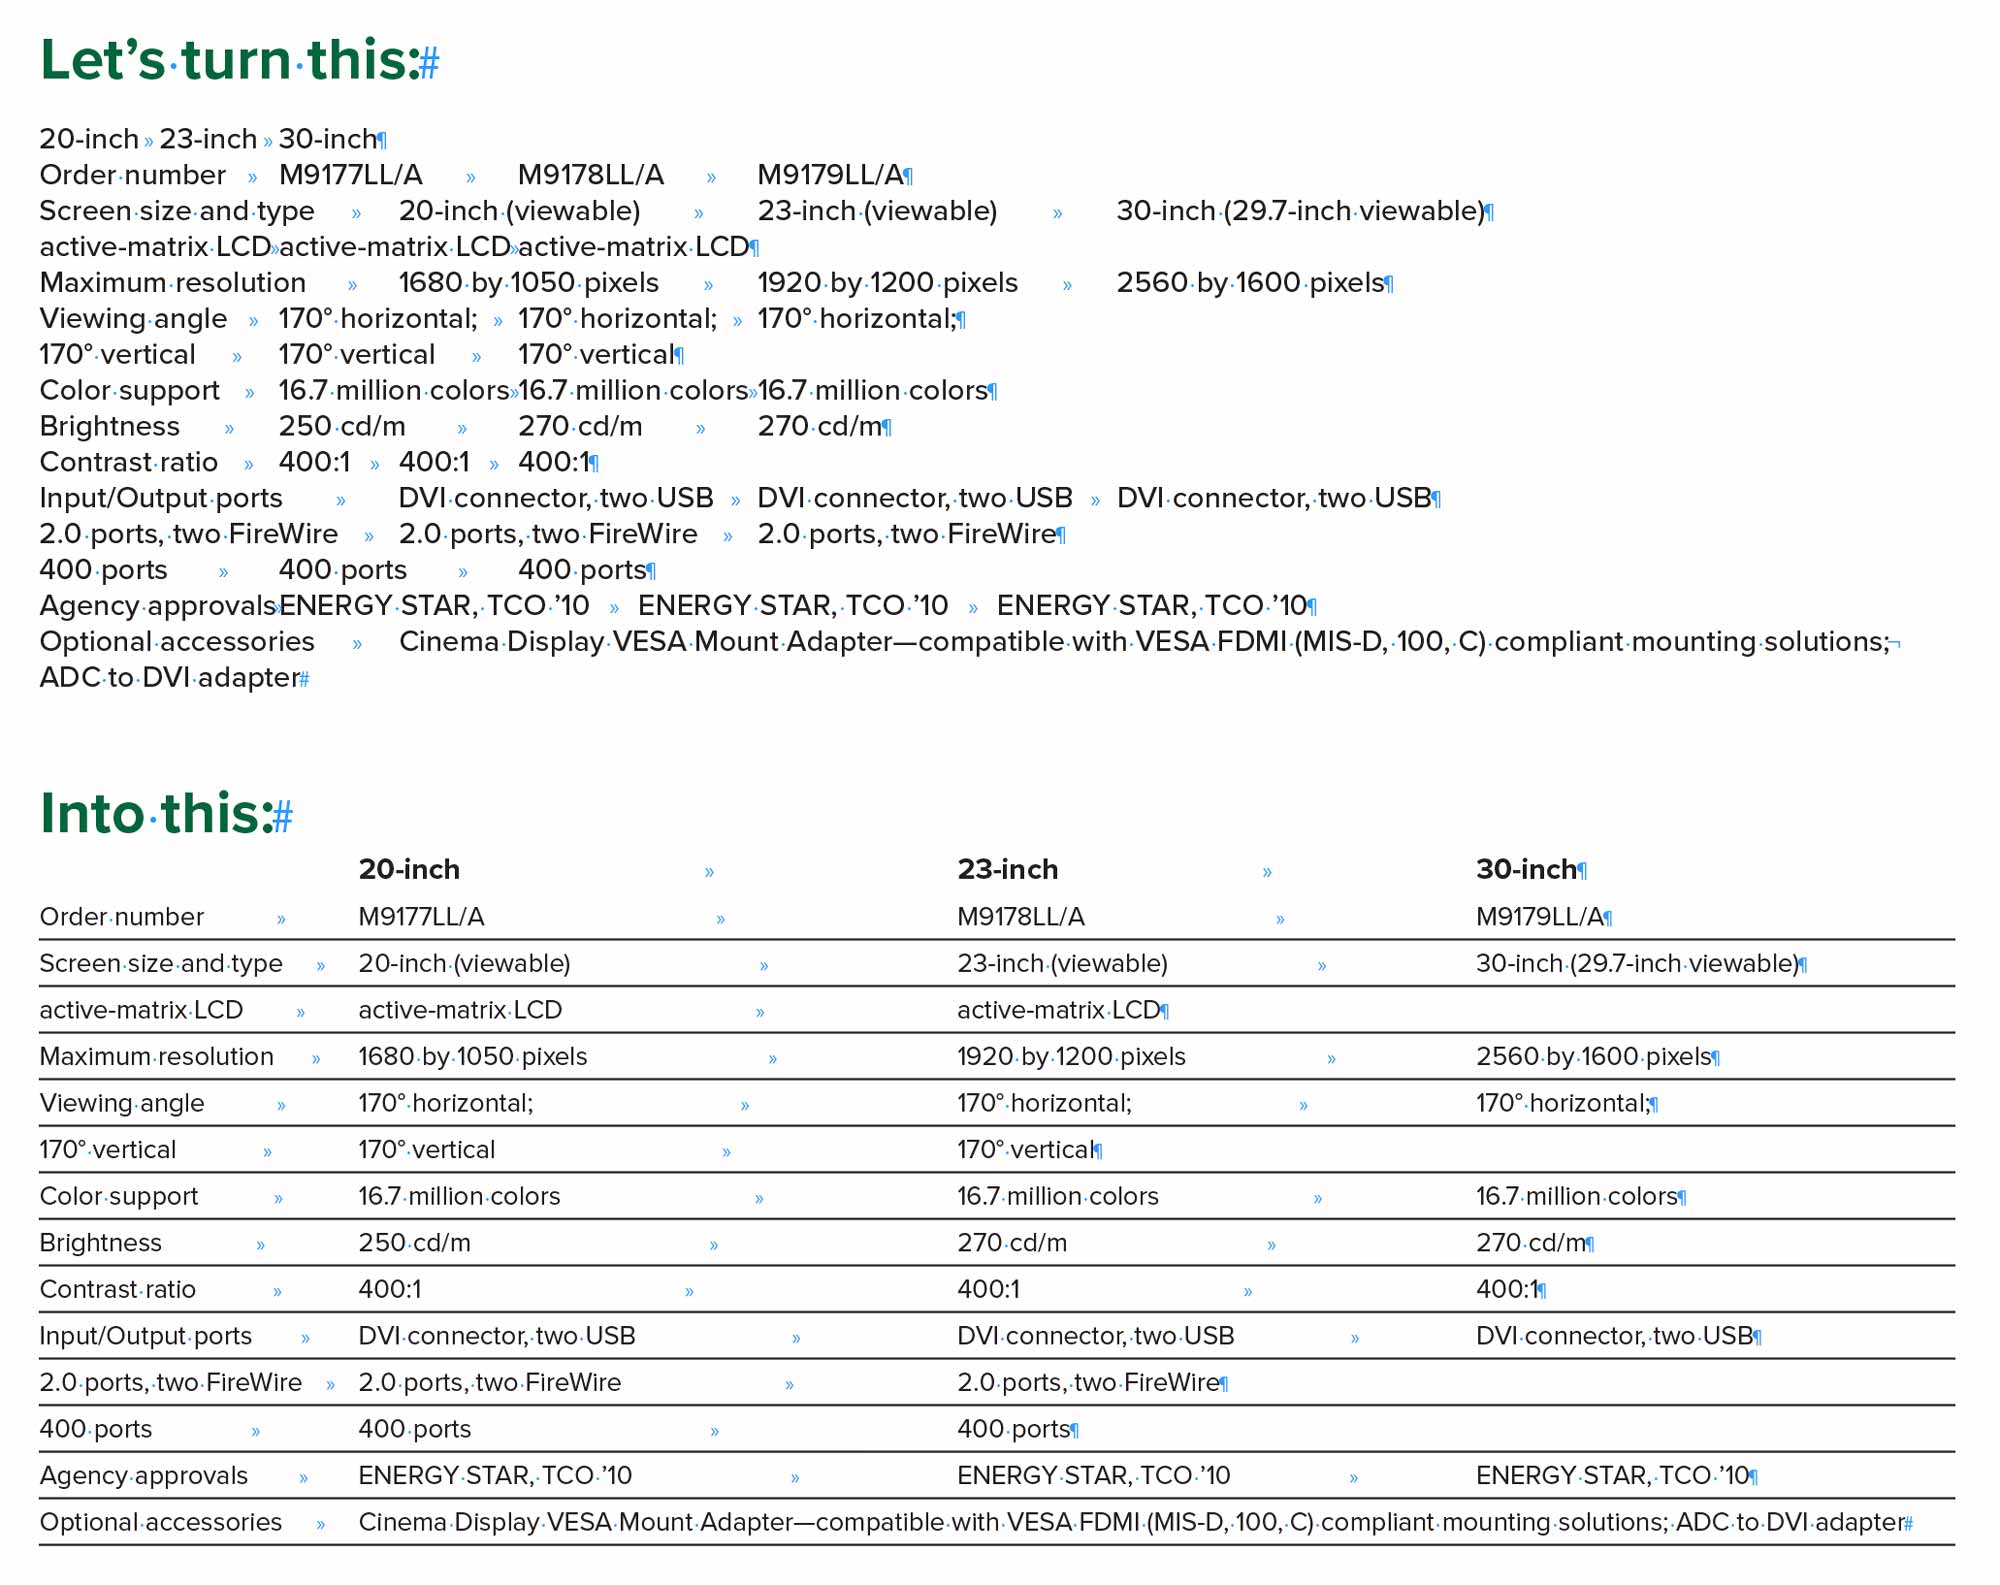 Let’s turn this:#
20-inch » 23-inch » 30-inch¶
Order·number » M9177LL/A » M9178LL/A » M9179LL/A¶
Screen·size·and·type » 20-inch·(viewable) » 23-inch·(viewable) » 30-inch·(29.7-inch·viewable)¶
active-matrix·LCD»active-matrix·LCD»active-matrix·LCD¶
Maximum·resolution » 1680·by·1050·pixels » 1920·by·1200·pixels » 2560·by·1600·pixels¶
Viewing·angle » 170°·horizontal; » 170°·horizontal; » 170°·horizontal;¶
170°·vertical » 170°·vertical » 170°·vertical¶
Color·support » 16.7·million·colors»16.7·million·colors»16.7·million·colors¶
Brightness » 250·cd/m » 270·cd/m » 270·cd/m¶
Contrast·ratio » 400:1 » 400:1 » 400:1¶
Input/Output·ports » DVI·connector,·two·USB » DVI·connector,·two·USB » DVI·connector,·two·USB¶
2.0·ports,·two·FireWire » 2.0·ports,·two·FireWire » 2.0·ports,·two·FireWire¶
400·ports » 400·ports » 400·ports¶
Agency·approvals»ENERGY·STAR,·TCO·’10 » ENERGY·STAR,·TCO·’10 » ENERGY·STAR,·TCO·’10¶
Optional·accessories » Cinema·Display·VESA·Mount·Adapter—compatible·with·VESA·FDMI·(MIS-D,·100,·C)·compliant·mounting·solutions;¬
ADC·to·DVI·adapter#
Into·this:#
20-inch » 23-inch » 30-inch¶
Order·number » M9177LL/A » M9178LL/A » M9179LL/A¶
Screen·size·and·type » 20-inch·(viewable) » 23-inch·(viewable) » 30-inch·(29.7-inch·viewable)¶
active-matrix·LCD » active-matrix·LCD » active-matrix·LCD¶
Maximum·resolution » 1680·by·1050·pixels » 1920·by·1200·pixels » 2560·by·1600·pixels¶
Viewing·angle » 170°·horizontal; » 170°·horizontal; » 170°·horizontal;¶
170°·vertical » 170°·vertical » 170°·vertical¶
Color·support » 16.7·million·colors » 16.7·million·colors » 16.7·million·colors¶
Brightness » 250·cd/m » 270·cd/m » 270·cd/m¶
Contrast·ratio » 400:1 » 400:1 » 400:1¶
Input/Output·ports » DVI·connector,·two·USB » DVI·connector,·two·USB » DVI·connector,·two·USB¶
2.0·ports,·two·FireWire » 2.0·ports,·two·FireWire » 2.0·ports,·two·FireWire¶
400·ports » 400·ports » 400·ports¶
Agency·approvals » ENERGY·STAR,·TCO·’10 » ENERGY·STAR,·TCO·’10 » ENERGY·STAR,·TCO·’10¶
Optional·accessories » Cinema·Display·VESA·Mount·Adapter—compatible·with·VESA·FDMI·(MIS-D,·100,·C)·compliant·mounting·solutions;·ADC·to·DVI·adapter#